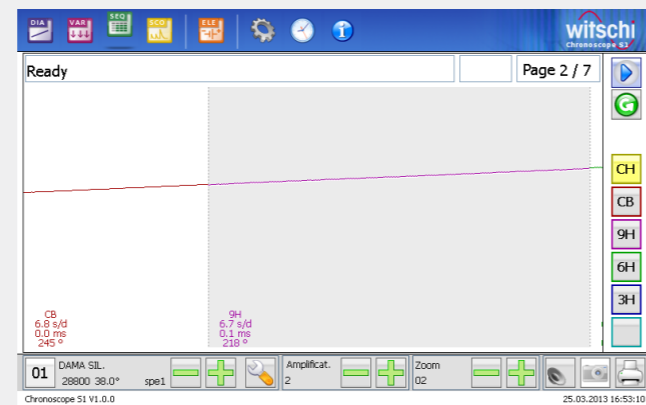 DIA VAR SEQ SCO ELE
witschi
Chronoscope S1
Ready
Page 2 / 7
CH
CB
9H
6H
3H
CB
6.8 s/d
0.0 ms
245 °
9H
6.7 s/d
0.1 ms
218 °
01
DAMA SIL.
28800 38.0° spe1
Amplificat.
2
Zoom
02
Chronoscope S1 V1.0.0
25.03.2013 16:53:10